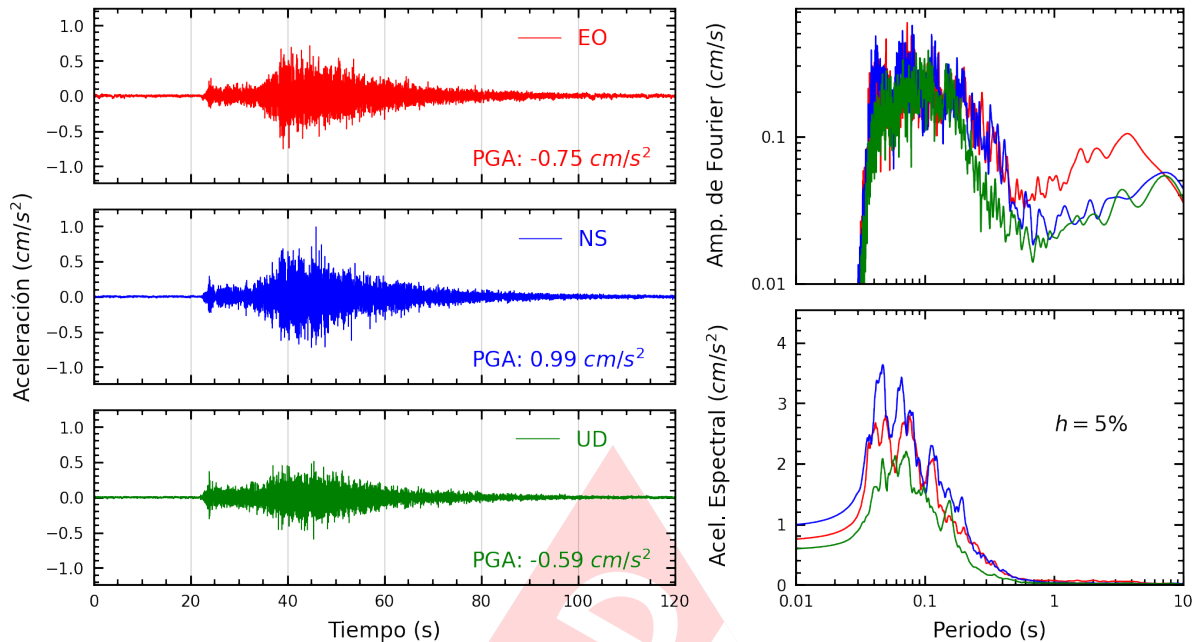 Aceleración (cm/s²)
1.0
0.5
0.0
−0.5
−1.0
EO
PGA: -0.75 cm/s²
1.0
0.5
0.0
−0.5
−1.0
NS
PGA: 0.99 cm/s²
1.0
0.5
0.0
−0.5
−1.0
UD
PGA: -0.59 cm/s²
0 20 40 60 80 100 120
Tiempo (s)
Amp. de Fourier (cm/s)
0.1
0.01
Acel. Espectral (cm/s²)
4
3
2
1
0
h = 5%
0.01 0.1 1 10
Periodo (s)